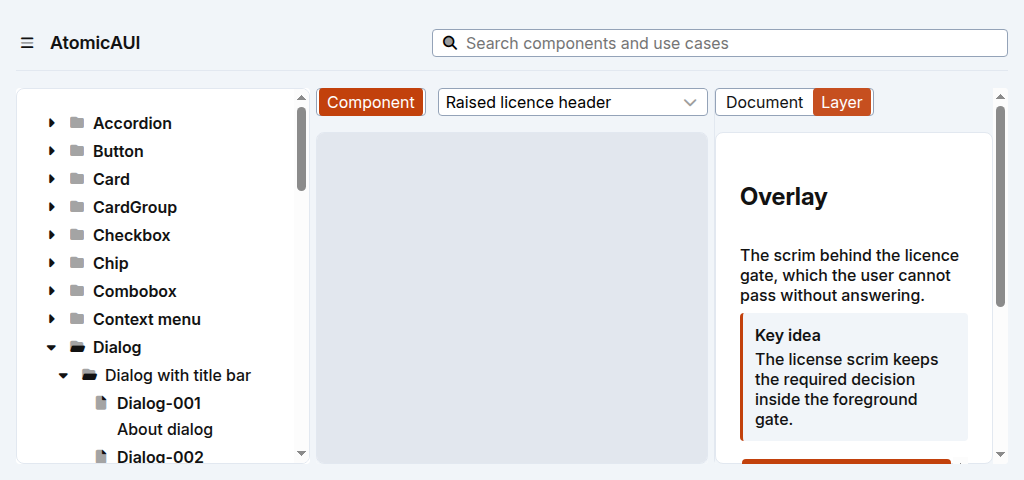 AtomicAUI
Search components and use cases
Accordion
Button
Card
CardGroup
Checkbox
Chip
Combobox
Context menu
Dialog
Dialog with title bar
Dialog-001
About dialog
Dialog-002
Component
Raised licence header
Document
Layer
Overlay
The scrim behind the licence
gate, which the user cannot
pass without answering.
Key idea
The license scrim keeps
the required decision
inside the foreground
gate.